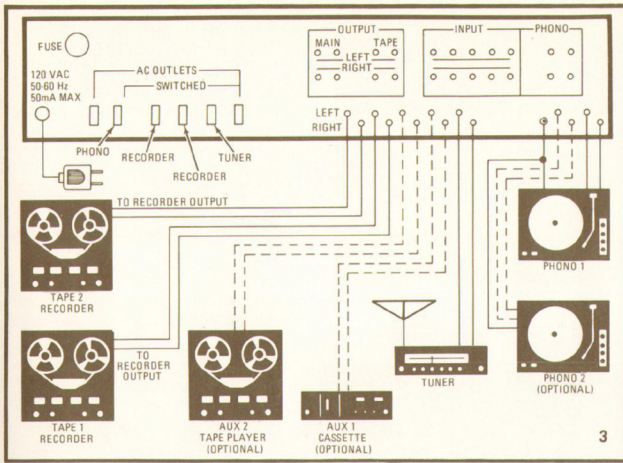 OUTPUT
INPUT
PHONO
MAIN
TAPE
LEFT
RIGHT
FUSE
120 VAC
50-60 Hz
50mA MAX
AC OUTLETS
SWITCHED
LEFT
RIGHT
PHONO
RECORDER
RECORDER
TUNER
TO RECORDER OUTPUT
TAPE 2
RECORDER
PHONO 1
TO
RECORDER
OUTPUT
TAPE 1
RECORDER
AUX 2
TAPE PLAYER
(OPTIONAL)
AUX 1
CASSETTE
(OPTIONAL)
TUNER
PHONO 2
(OPTIONAL)
3